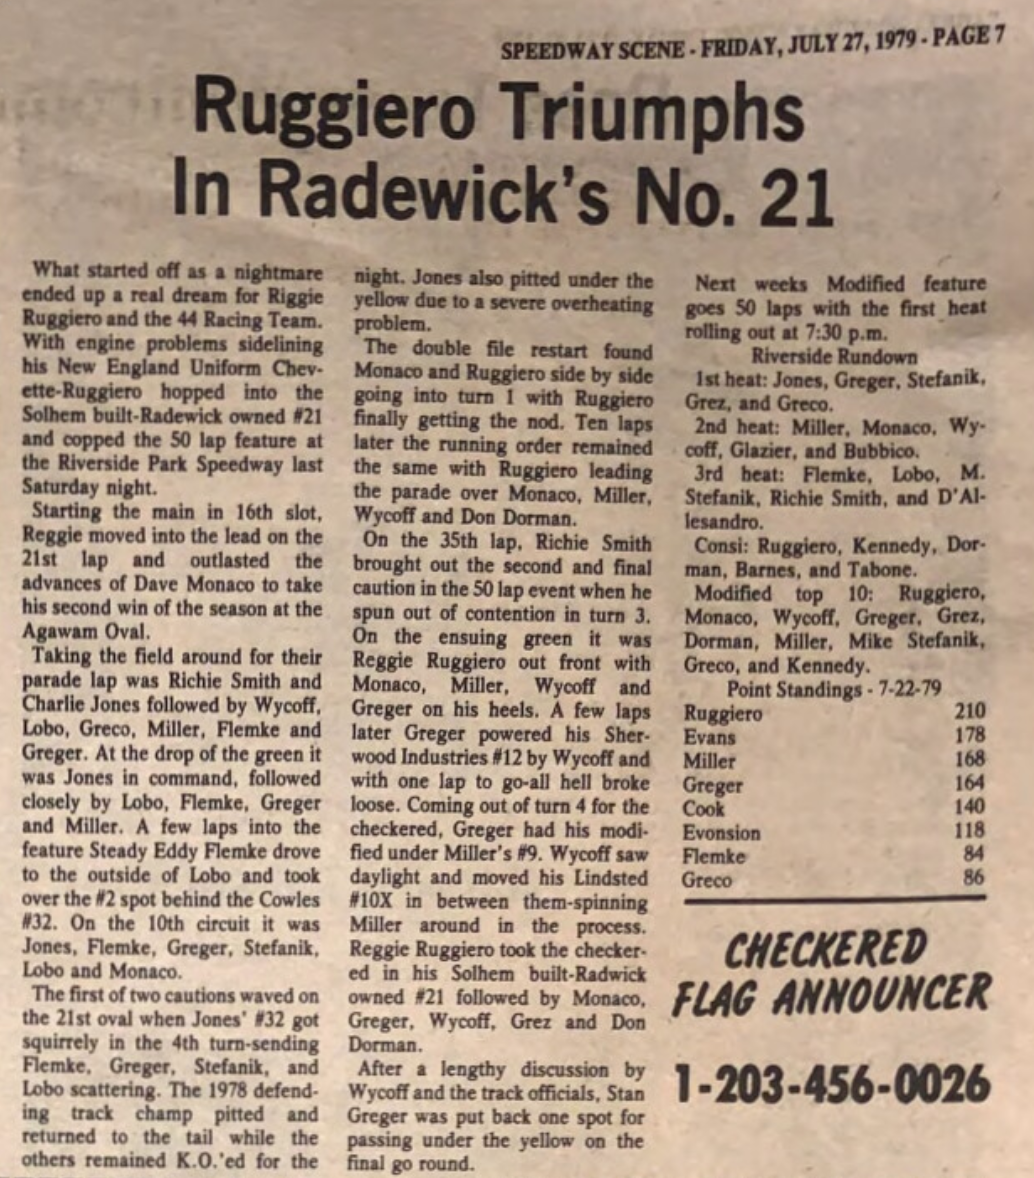 SPEEDWAY SCENE - FRIDAY, JULY 27, 1979 - PAGE 7
Ruggiero Triumphs
In Radewick's No. 21
What started off as a nightmare
ended up a real dream for Riggie
Ruggiero and the 44 Racing Team.
With engine problems sidelining
his New England Uniform Chev-
ette-Ruggiero hopped into the
Solhem built-Radewick owned #21
and copped the 50 lap feature at
the Riverside Park Speedway last
Saturday night.
Starting the main in 16th slot,
Reggie moved into the lead on the
21st lap and outlasted the
advances of Dave Monaco to take
his second win of the season at the
Agawam Oval.
Taking the field around for their
parade lap was Richie Smith and
Charlie Jones followed by Wycoff,
Lobo, Greco, Miller, Flemke and
Greger. At the drop of the green it
was Jones in command, followed
closely by Lobo, Flemke, Greger
and Miller. A few laps into the
feature Steady Eddy Flemke drove
to the outside of Lobo and took
over the #2 spot behind the Cowles
#32. On the 10th circuit it was
Jones, Flemke, Greger, Stefanik,
Lobo and Monaco.
The first of two cautions waved on
the 21st oval when Jones' #32 got
squirrely in the 4th turn-sending
Flemke, Greger, Stefanik, and
Lobo scattering. The 1978 defend-
ing track champ pitted and
returned to the tail while the
others remained K.O.'ed for the
night. Jones also pitted under the
yellow due to a severe overheating
problem.
The double file restart found
Monaco and Ruggiero side by side
going into turn 1 with Ruggiero
finally getting the nod. Ten laps
later the running order remained
the same with Ruggiero leading
the parade over Monaco, Miller,
Wycoff and Don Dorman.
On the 35th lap, Richie Smith
brought out the second and final
caution in the 50 lap event when he
spun out of contention in turn 3.
On the ensuing green it was
Reggie Ruggiero out front with
Monaco, Miller, Wycoff and
Greger on his heels. A few laps
later Greger powered his Sher-
wood Industries #12 by Wycoff and
with one lap to go-all hell broke
loose. Coming out of turn 4 for the
checkered, Greger had his modi-
fied under Miller's #9. Wycoff saw
daylight and moved his Lindsted
#10X in between them-spinning
Miller around in the process.
Reggie Ruggiero took the checker-
ed in his Solhem built-Radwick
owned #21 followed by Monaco,
Greger, Wycoff, Grez and Don
Dorman.
After a lengthy discussion by
Wycoff and the track officials, Stan
Greger was put back one spot for
passing under the yellow on the
final go round.
Next weeks Modified feature
goes 50 laps with the first heat
rolling out at 7:30 p.m.
Riverside Rundown
1st heat: Jones, Greger, Stefanik,
Grez, and Greco.
2nd heat: Miller, Monaco, Wy-
coff, Glazier, and Bubbico.
3rd heat: Flemke, Lobo, M.
Stefanik, Richie Smith, and D'Al-
lesandro.
Consi: Ruggiero, Kennedy, Dor-
man, Barnes, and Tabone.
Modified top 10: Ruggiero,
Monaco, Wycoff, Greger, Grez,
Dorman, Miller, Mike Stefanik,
Greco, and Kennedy.
Point Standings - 7-22-79
Ruggiero 210
Evans 178
Miller 168
Greger 164
Cook 140
Evonsion 118
Flemke 84
Greco 86
CHECKERED
FLAG ANNOUNCER
1-203-456-0026